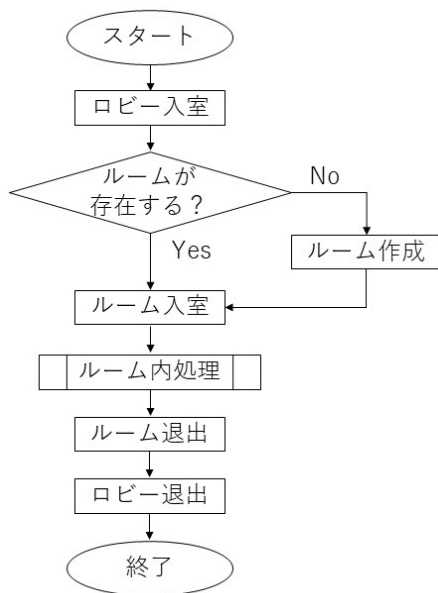 スタート
ロビー入室
ルームが
存在する？
No
Yes
ルーム作成
ルーム入室
ルーム内処理
ルーム退出
ロビー退出
終了